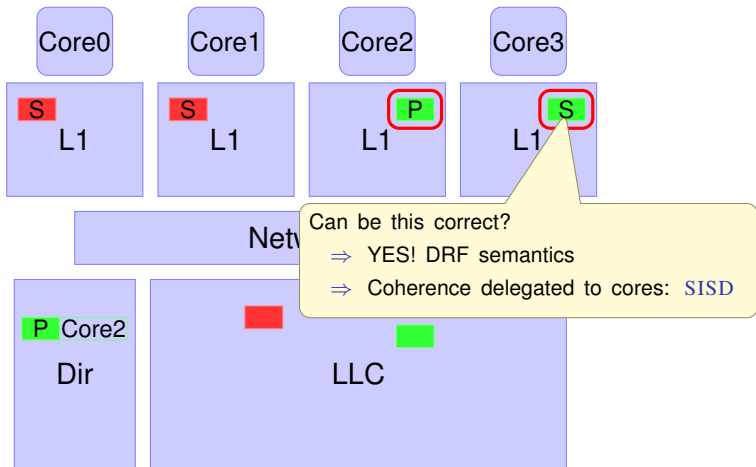 Core0 Core1 Core2 Core3
S S P S
L1 L1 L1 L1
Can be this correct?
Netw
⇒ YES! DRF semantics
⇒ Coherence delegated to cores: SISD
P Core2
Dir LLC